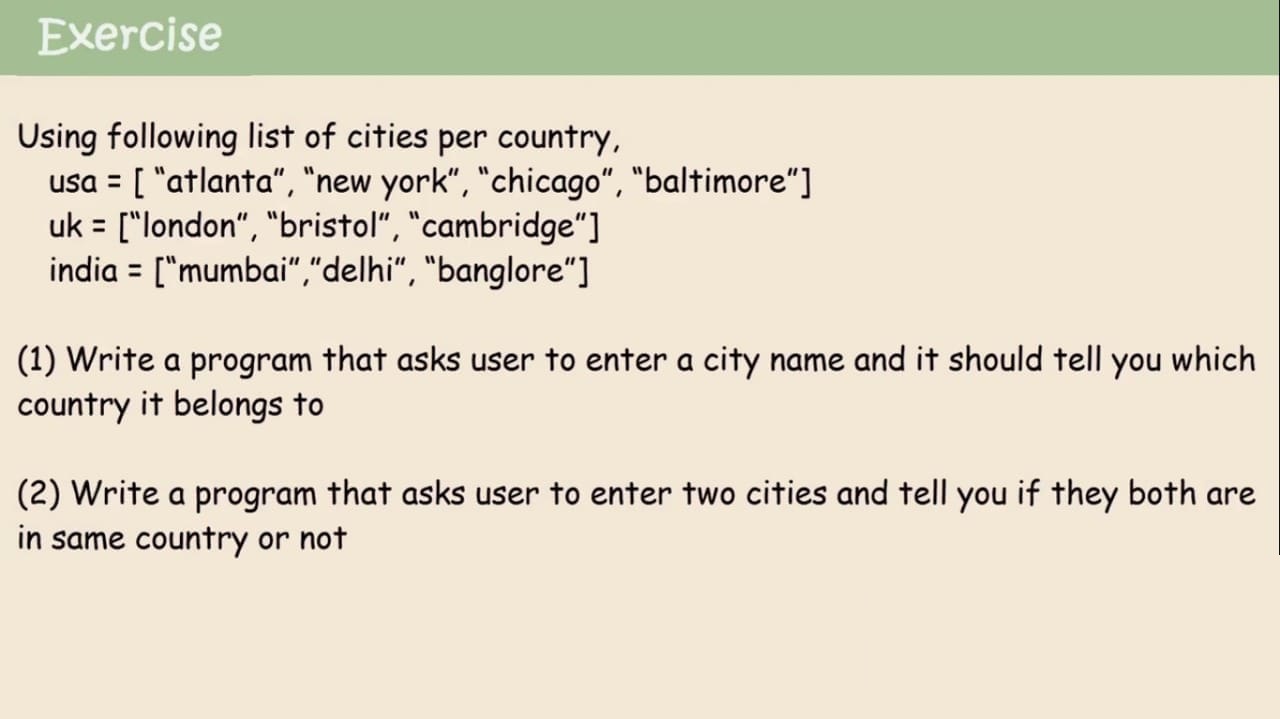 Exercise
Using following list of cities per country,
usa = [ “atlanta”, “new york”, “chicago”, “baltimore”]
uk = [“london”, “bristol”, “cambridge”]
india = [“mumbai”,”delhi”, “banglore”]
(1) Write a program that asks user to enter a city name and it should tell you which
country it belongs to
(2) Write a program that asks user to enter two cities and tell you if they both are
in same country or not